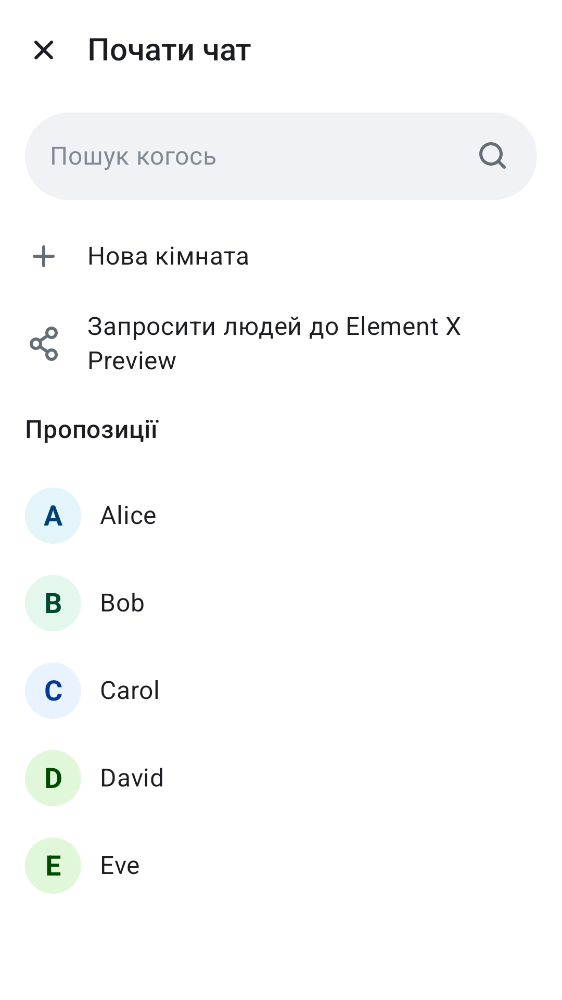 Почати чат
Пошук когось
Нова кімната
Запросити людей до Element X
Preview
Пропозиції
A Alice
B Bob
C Carol
D David
E Eve